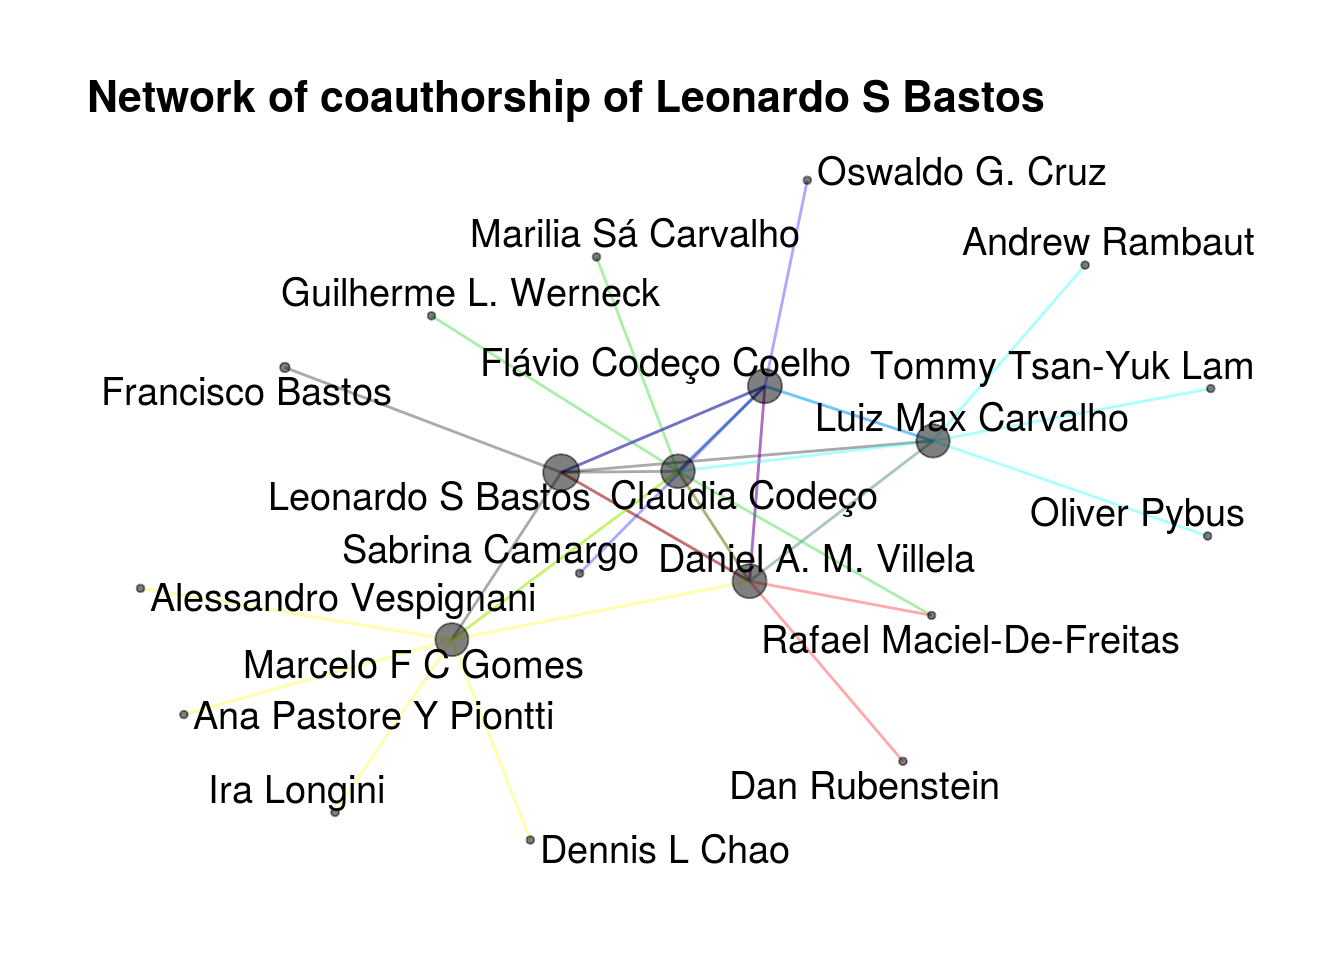 Network of coauthorship of Leonardo S Bastos
Oswaldo G. Cruz
Marilia Sá Carvalho
Andrew Rambaut
Guilherme L. Werneck
Flávio Codeço Coelho
Tommy Tsan-Yuk Lam
Francisco Bastos
Luiz Max Carvalho
Leonardo S Bastos
Claudia Codeço
Oliver Pybus
Sabrina Camargo
Daniel A. M. Villela
Alessandro Vespignani
Rafael Maciel-De-Freitas
Marcelo F C Gomes
Ana Pastore Y Piontti
Ira Longini
Dan Rubenstein
Dennis L Chao